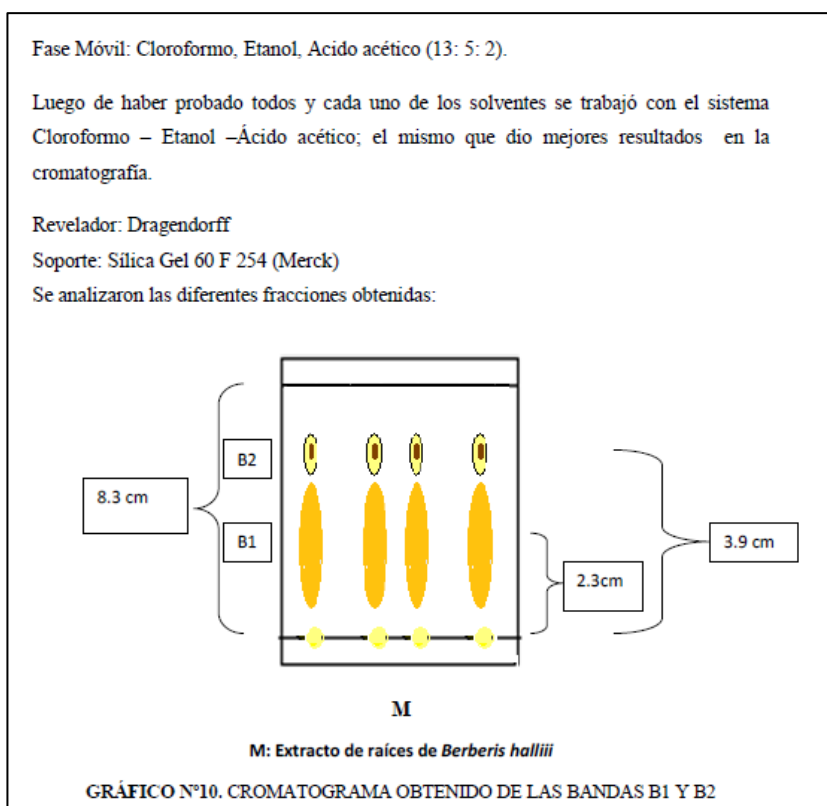 Fase Móvil: Cloroformo, Etanol, Acido acético (13: 5: 2).
Luego de haber probado todos y cada uno de los solventes se trabajó con el sistema
Cloroformo – Etanol –Ácido acético; el mismo que dio mejores resultados en la
cromatografía.
Revelador: Dragendorff
Soporte: Sílica Gel 60 F 254 (Merck)
Se analizaron las diferentes fracciones obtenidas:
B2
8.3 cm
B1
3.9 cm
2.3cm
M
M: Extracto de raíces de Berberis halliii
GRÁFICO Nº10. CROMATOGRAMA OBTENIDO DE LAS BANDAS B1 Y B2